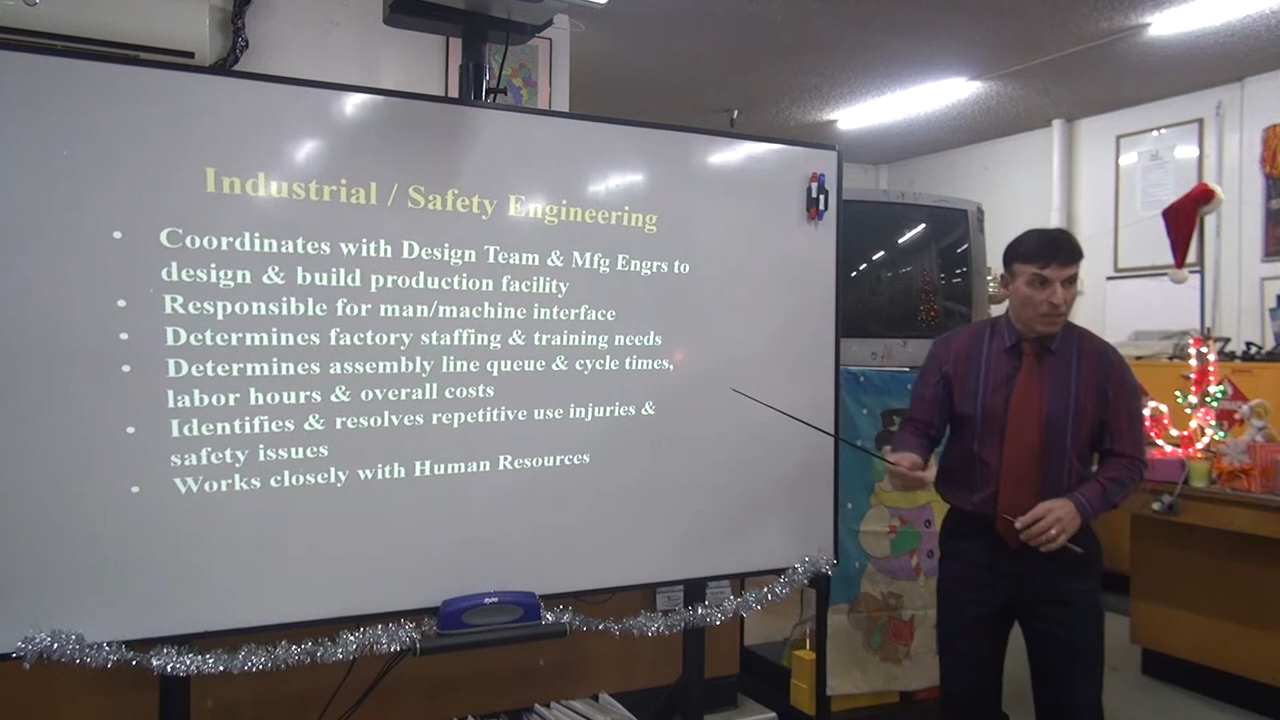 Industrial / Safety Engineering
• Coordinates with Design Team & Mfg Engrs to
design & build production facility
• Responsible for man/machine interface
• Determines factory staffing & training needs
• Determines assembly line queue & cycle times,
labor hours & overall costs
• Identifies & resolves repetitive use injuries &
safety issues
• Works closely with Human Resources